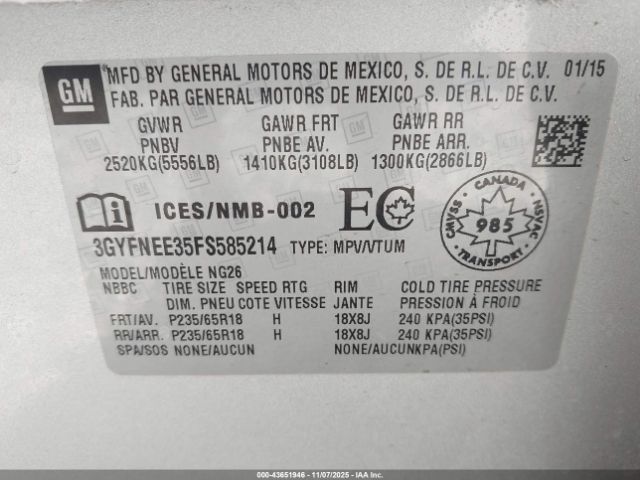 GM
MFD BY GENERAL MOTORS DE MEXICO, S. DE R.L. DE C.V. 01/15
FAB. PAR GENERAL MOTORS DE MEXICO, S. DE R.L. DE C.V.
GVWR GAWR FRT GAWR RR
PNBV PNBE AV. PNBE ARR.
2520KG(5556LB) 1410KG(3108LB) 1300KG(2866LB)
ICES/NMB-002 EC
CANADA
CMVSS 985 NSVAC
TRANSPORT
3GYFNEE35FS585214 TYPE: MPV/VTUM
MODEL/MODÈLE NG26
NBBC TIRE SIZE SPEED RTG RIM COLD TIRE PRESSURE
DIM. PNEU COTE VITESSE JANTE PRESSION À FROID
FRT/AV. P235/65R18 H 18X8J 240 KPA(35PSI)
RR/ARR. P235/65R18 H 18X8J 240 KPA(35PSI)
SPA/SOS NONE/AUCUN NONE/AUCUNKPA(PSI)
000-43651946 - 11/07/2025 - IAAI.COM